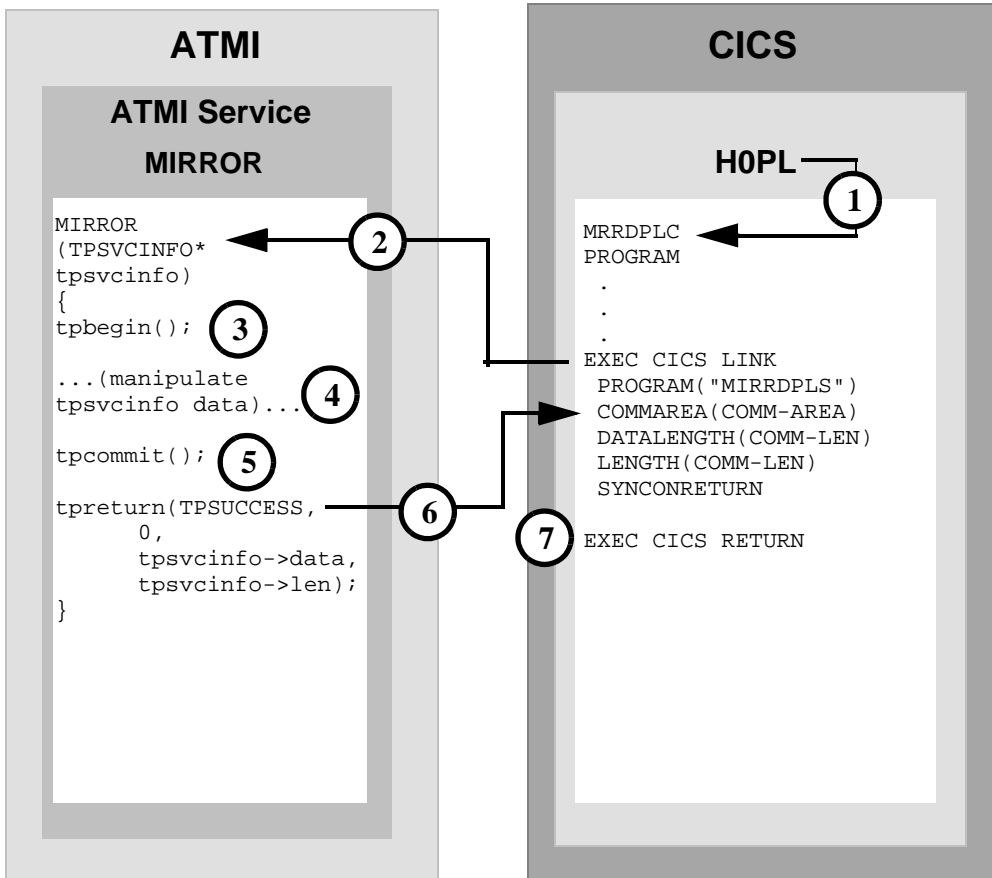 ATMI
ATMI Service
MIRROR
MIRROR
(TPSVCINFO*
tpsvcinfo)
{
tpbegin();
3
...(manipulate
tpsvcinfo data)...
4
tpcommit();
5
tpreturn(TPSUCCESS,
0,
tpsvcinfo->data,
tpsvcinfo->len);
}
2
6
CICS
H0PL
1
MRRDPLC
PROGRAM
.
.
.
EXEC CICS LINK
PROGRAM("MIRRDPLS")
COMMAREA(COMM-AREA)
DATALENGTH(COMM-LEN)
LENGTH(COMM-LEN)
SYNCONRETURN
7
EXEC CICS RETURN